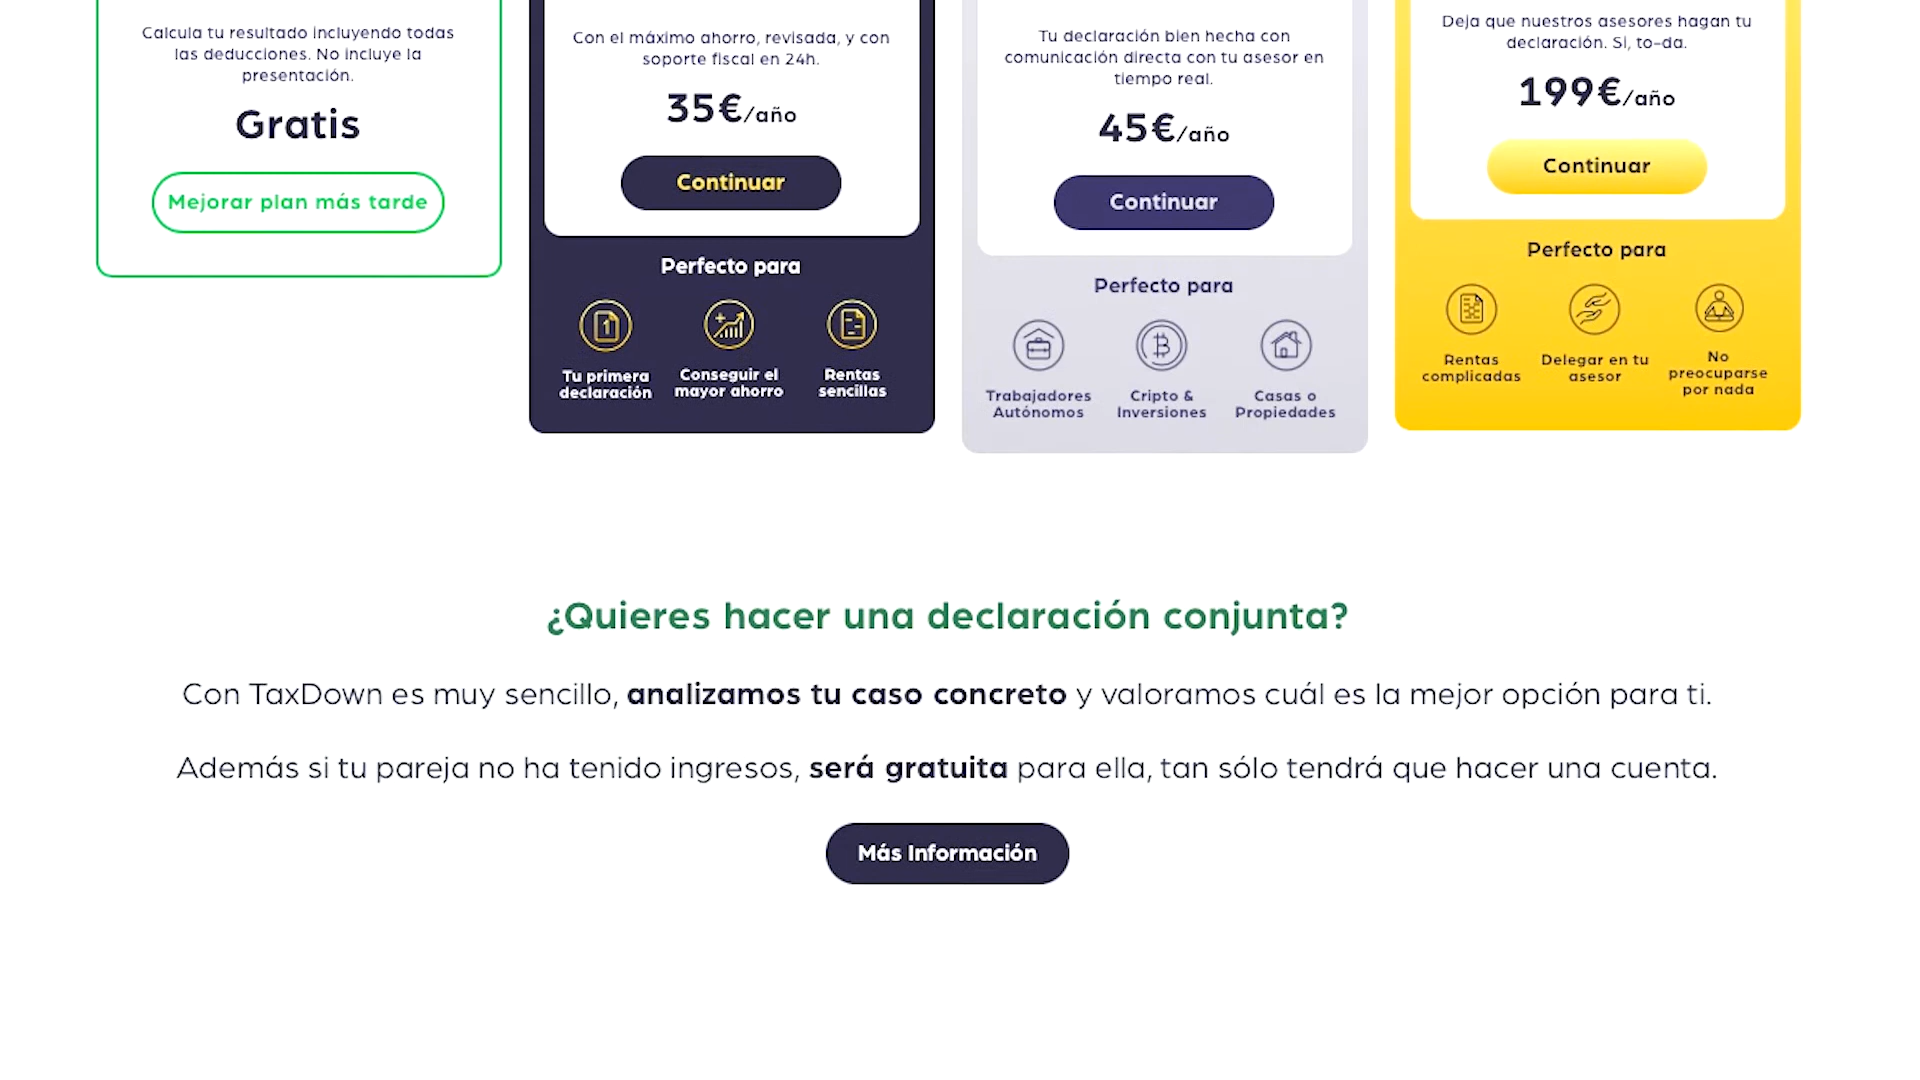 Calcula tu resultado incluyendo todas
las deducciones. No incluye la
presentación.
Gratis
Mejorar plan más tarde
Con el máximo ahorro, revisada, y con
soporte fiscal en 24h.
35€/año
Continuar
Perfecto para
Tu primera
declaración
Conseguir el
mayor ahorro
Rentas
sencillas
Tu declaración bien hecha con
comunicación directa con tu asesor en
tiempo real.
45€/año
Continuar
Perfecto para
Trabajadores
Autónomos
Cripto &
Inversiones
Casas o
Propiedades
Deja que nuestros asesores hagan tu
declaración. Si, to-da.
199€/año
Continuar
Perfecto para
Rentas
complicadas
Delegar en tu
asesor
No
preocuparse
por nada
¿Quieres hacer una declaración conjunta?
Con TaxDown es muy sencillo, analizamos tu caso concreto y valoramos cuál es la mejor opción para ti.
Además si tu pareja no ha tenido ingresos, será gratuita para ella, tan sólo tendrá que hacer una cuenta.
Más Información